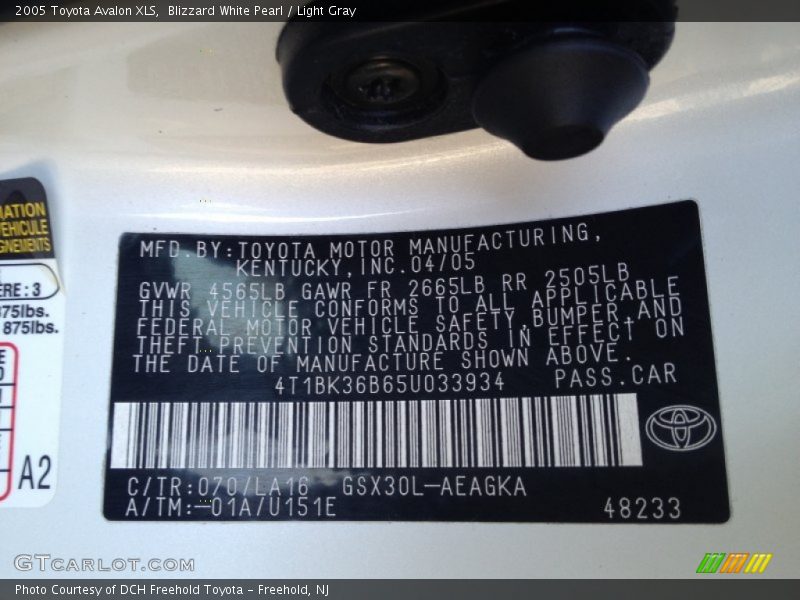 2005 Toyota Avalon XLS,  Blizzard White Pearl / Light Gray
MFD.BY:TOYOTA MOTOR MANUFACTURING,
KENTUCKY,INC.04/05
GVWR 4565LB GAWR FR 2665LB RR 2505LB
THIS VEHICLE CONFORMS TO ALL APPLICABLE
FEDERAL MOTOR VEHICLE SAFETY,BUMPER,AND
THEFT PREVENTION STANDARDS IN EFFECT ON
THE DATE OF MANUFACTURE SHOWN ABOVE.
4T1BK36B65U033934 PASS.CAR
C/TR:070/LA16 GSX30L-AEAGKA
A/TM:-01A/U151E 48233
ERE : 3
875lbs.
A2
GTCARLOT.COM
Photo Courtesy of DCH Freehold Toyota - Freehold, NJ